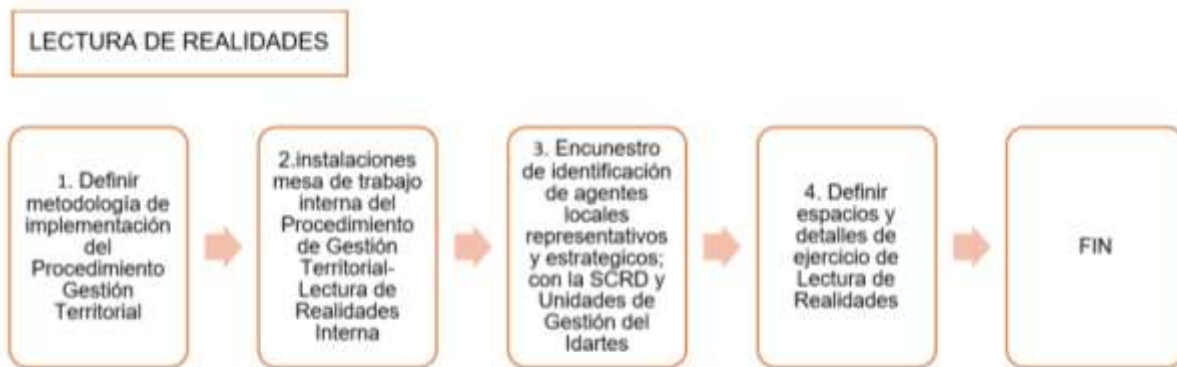 LECTURA DE REALIDADES
1. Definir
metodología de
implementación
del
Procedimiento
Gestión
Territorial
2.instalaciones
mesa de trabajo
interna del
Procedimiento
de Gestión
Territorial-
Lectura de
Realidades
Interna
3. Encunestro
de identificación
de agentes
locales
representativos
y estrategicos;
con la SCRD y
Unidades de
Gestión del
Idartes
4. Definir
espacios y
detalles de
ejercicio de
Lectura de
Realidades
FIN